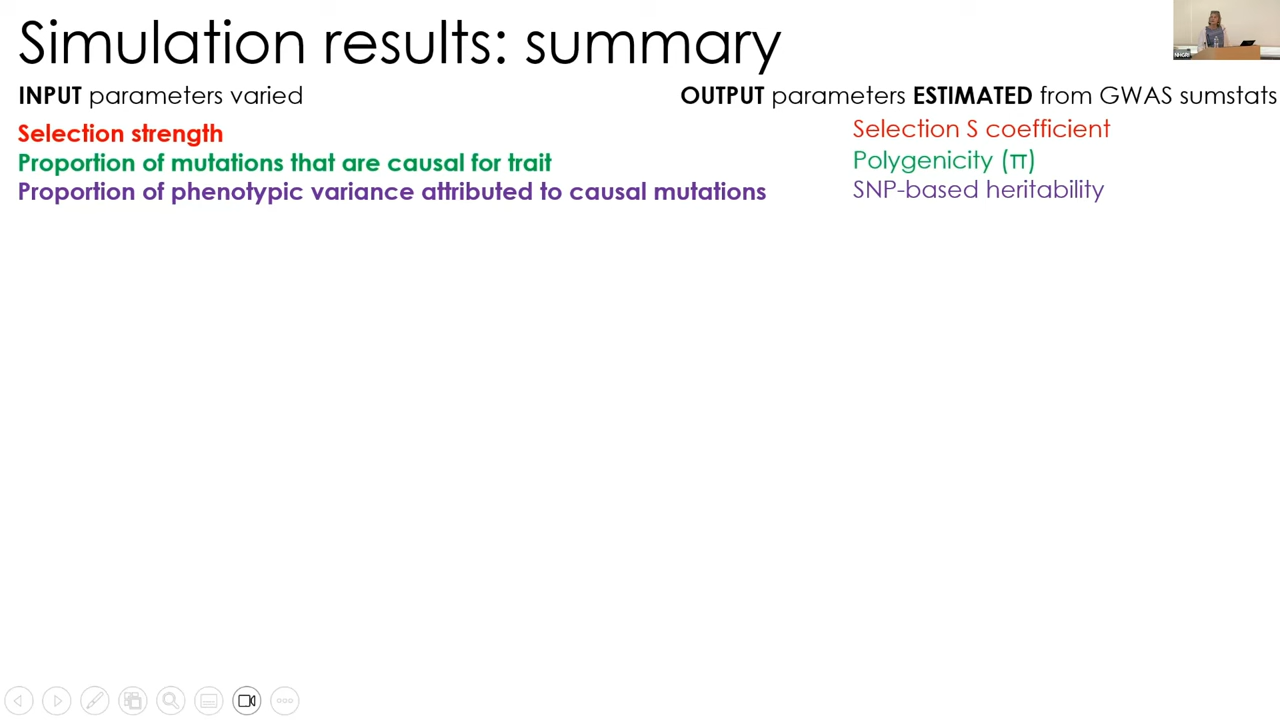 Simulation results: summary
INPUT parameters varied
OUTPUT parameters ESTIMATED from GWAS sumstats
Selection strength
Selection S coefficient
Proportion of mutations that are causal for trait
Polygenicity (π)
Proportion of phenotypic variance attributed to causal mutations
SNP-based heritability
NHGRI